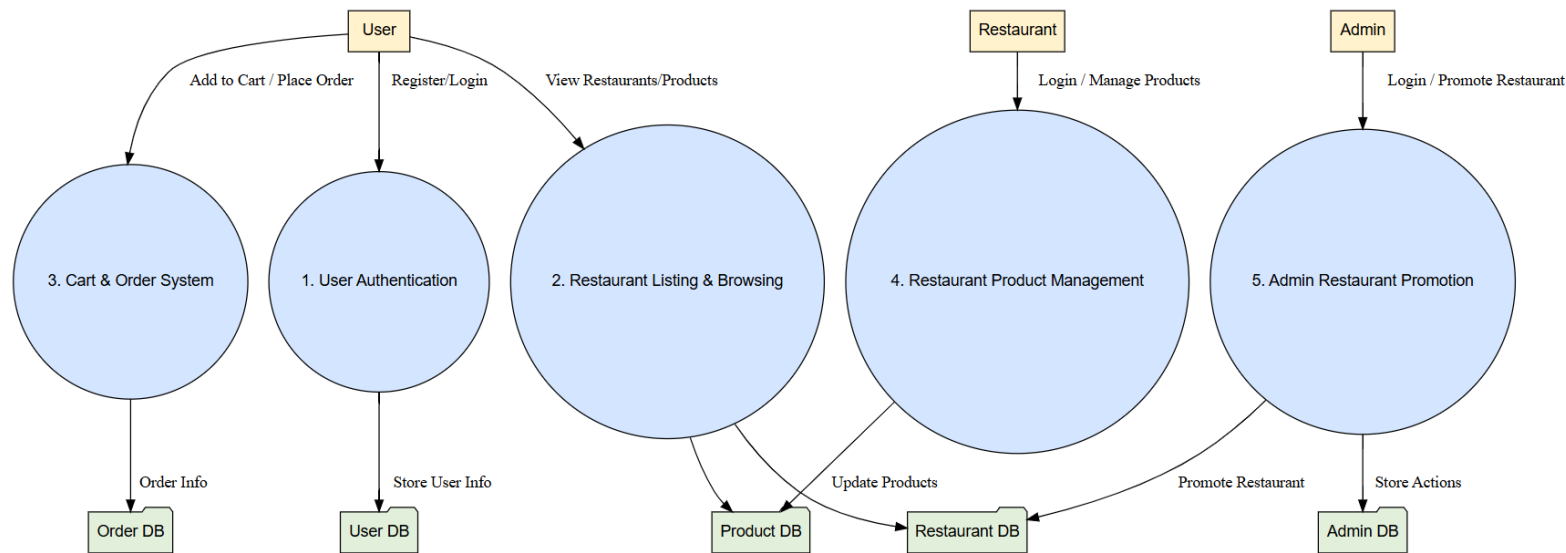 User
Restaurant
Admin
Add to Cart / Place Order
Register/Login
View Restaurants/Products
Login / Manage Products
Login / Promote Restaurant
3. Cart & Order System
1. User Authentication
2. Restaurant Listing & Browsing
4. Restaurant Product Management
5. Admin Restaurant Promotion
Order Info
Store User Info
Update Products
Promote Restaurant
Store Actions
Order DB
User DB
Product DB
Restaurant DB
Admin DB